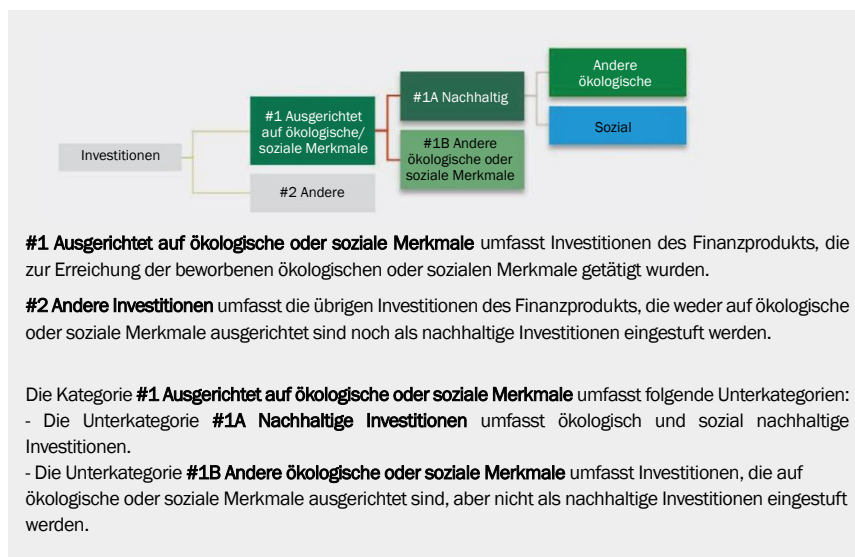 Andere
ökologische
#1A Nachhaltig
#1 Ausgerichtet
auf ökologische/
soziale Merkmale
Sozial
#1B Andere
ökologische oder
soziale Merkmale
Investitionen
#2 Andere
#1 Ausgerichtet auf ökologische oder soziale Merkmale umfasst Investitionen des Finanzprodukts, die
zur Erreichung der beworbenen ökologischen oder sozialen Merkmale getätigt wurden.
#2 Andere Investitionen umfasst die übrigen Investitionen des Finanzprodukts, die weder auf ökologische
oder soziale Merkmale ausgerichtet sind noch als nachhaltige Investitionen eingestuft werden.
Die Kategorie #1 Ausgerichtet auf ökologische oder soziale Merkmale umfasst folgende Unterkategorien:
- Die Unterkategorie #1A Nachhaltige Investitionen umfasst ökologisch und sozial nachhaltige
Investitionen.
- Die Unterkategorie #1B Andere ökologische oder soziale Merkmale umfasst Investitionen, die auf
ökologische oder soziale Merkmale ausgerichtet sind, aber nicht als nachhaltige Investitionen eingestuft
werden.